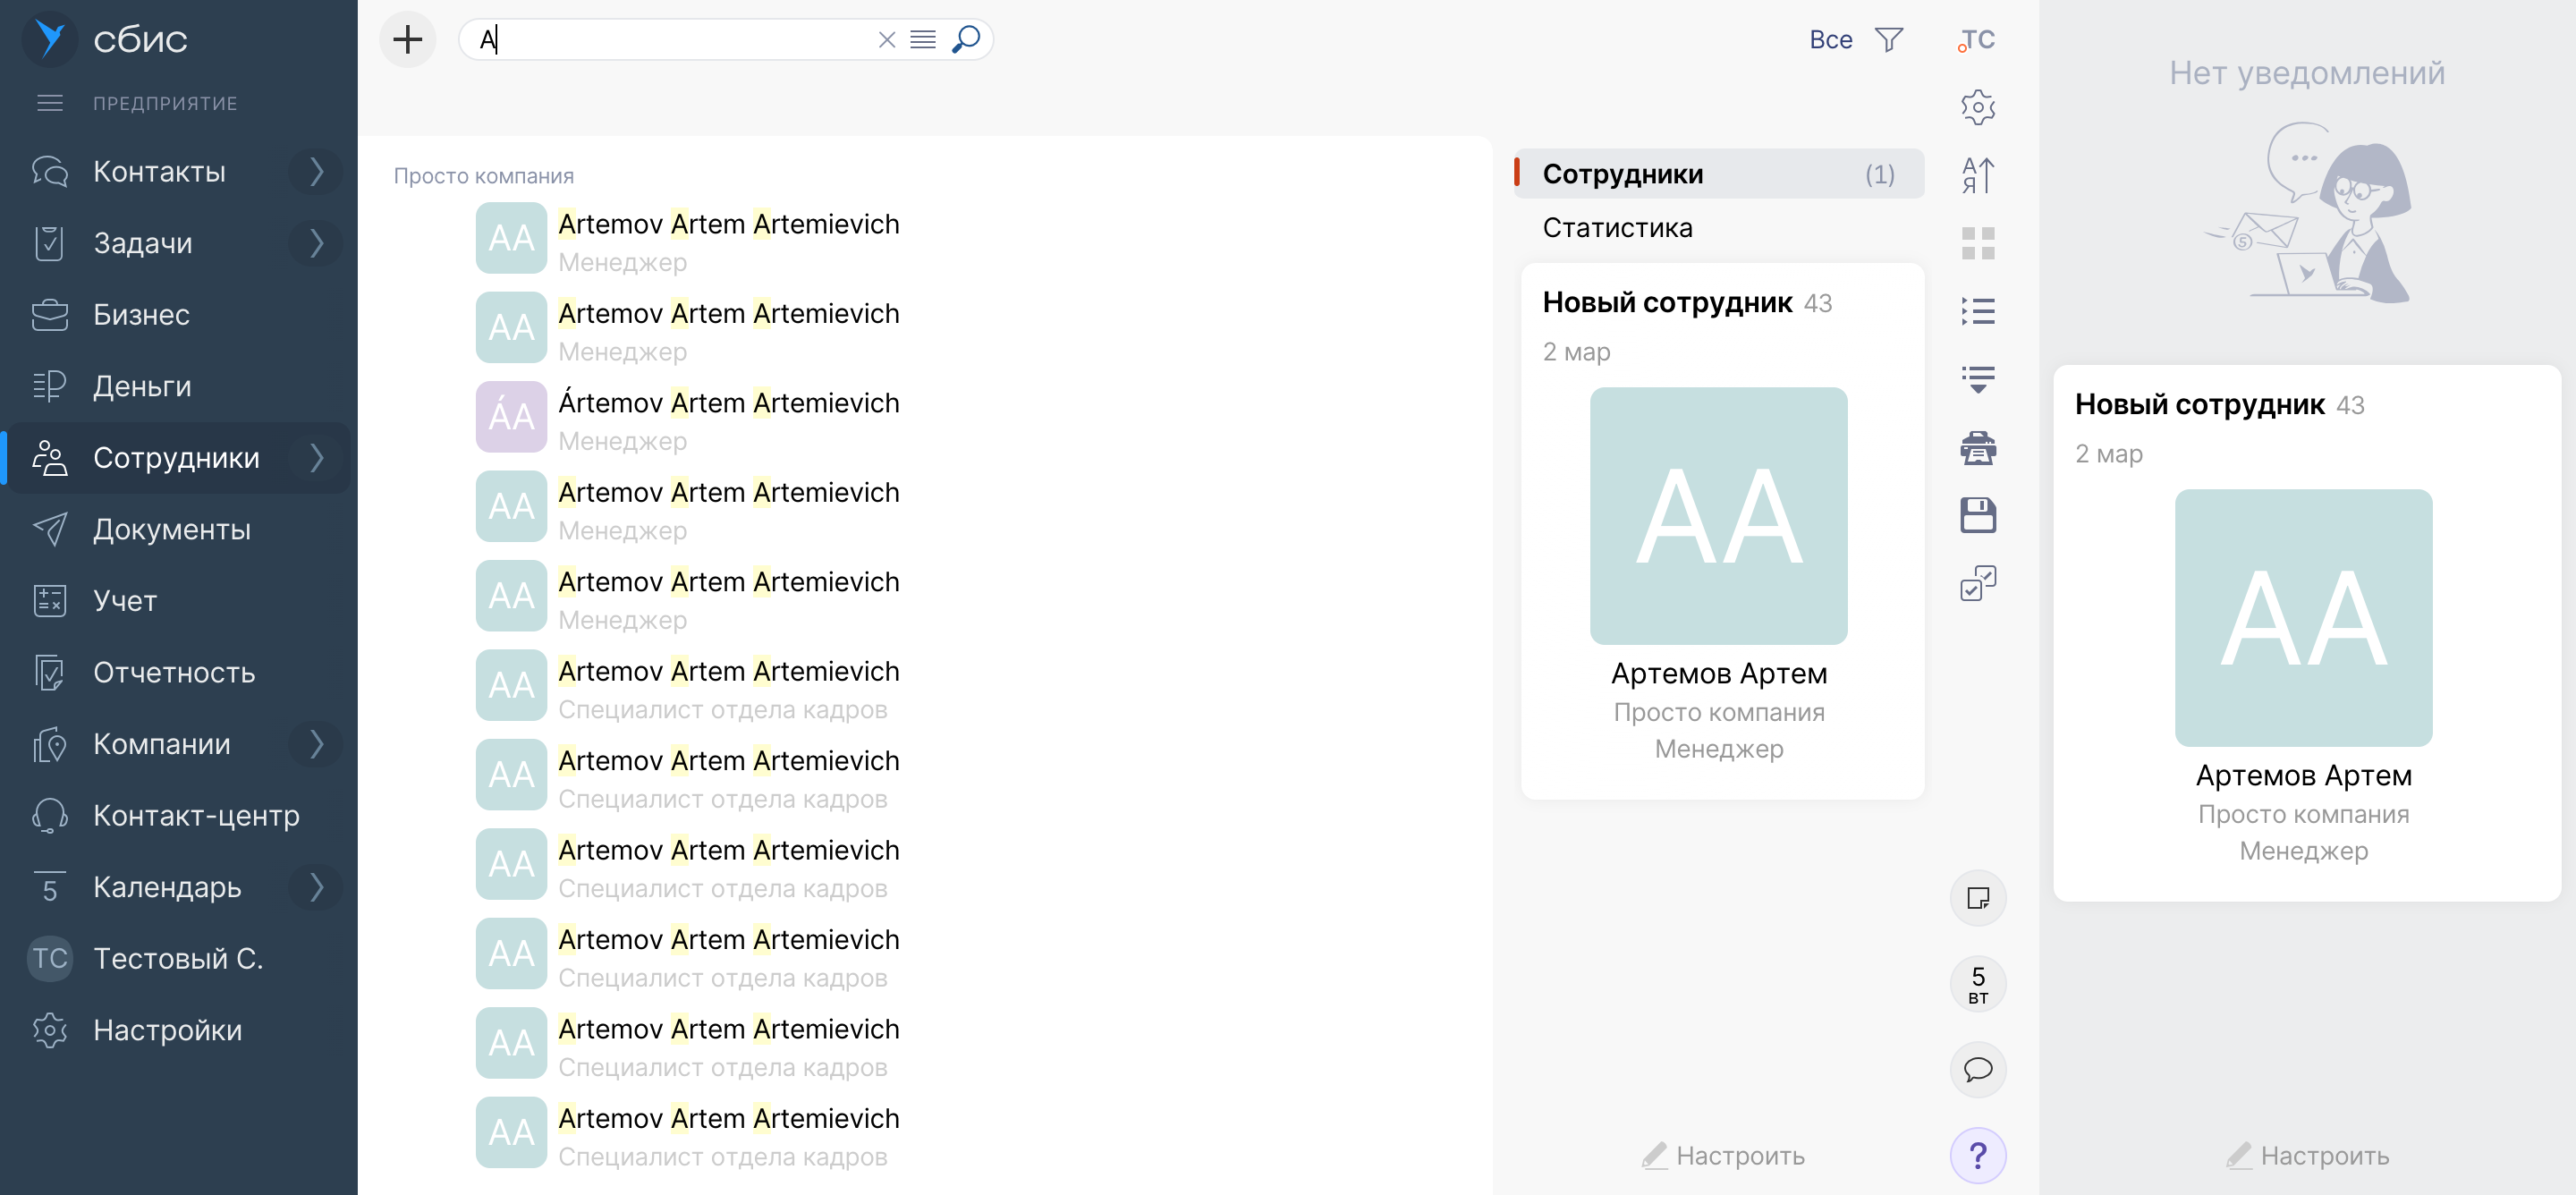 сбис
ПРЕДПРИЯТИЕ
Контакты
Задачи
Бизнес
Деньги
Сотрудники
Документы
Учет
Отчетность
Компании
Контакт-центр
5 Календарь
ТС Тестовый С.
Настройки
A
Все
ТС
Просто компания
AA Artemov Artem Artemievich
Менеджер
AA Artemov Artem Artemievich
Менеджер
ÁA Ártemov Artem Artemievich
Менеджер
AA Artemov Artem Artemievich
Менеджер
AA Artemov Artem Artemievich
Менеджер
AA Artemov Artem Artemievich
Специалист отдела кадров
AA Artemov Artem Artemievich
Специалист отдела кадров
AA Artemov Artem Artemievich
Специалист отдела кадров
AA Artemov Artem Artemievich
Специалист отдела кадров
AA Artemov Artem Artemievich
Специалист отдела кадров
AA Artemov Artem Artemievich
Специалист отдела кадров
Сотрудники (1)
Статистика
Новый сотрудник 43
2 мар
АА
Артемов Артем
Просто компания
Менеджер
Настроить
А
Я
5
вт
?
Нет уведомлений
5
Новый сотрудник 43
2 мар
АА
Артемов Артем
Просто компания
Менеджер
Настроить